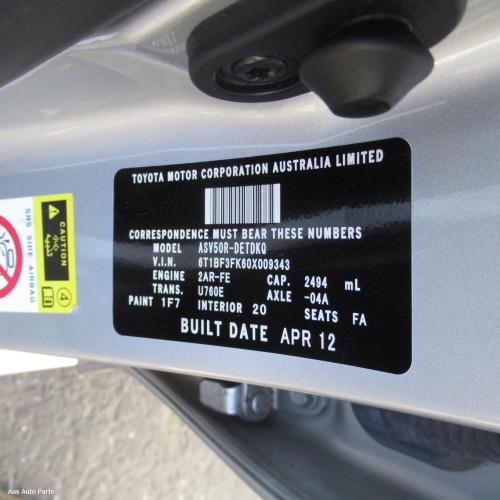 TOYOTA MOTOR CORPORATION AUSTRALIA LIMITED
CORRESPONDENCE MUST BEAR THESE NUMBERS
MODEL ASV50R-DETDKQ
V.I.N. 6T1BF3FK60X009343
ENGINE 2AR-FE CAP. 2494 mL
TRANS. U760E AXLE -04A
PAINT 1F7 INTERIOR 20 SEATS FA
BUILT DATE APR 12
SRS SIDE AIRBAG
CAUTION
4
Aus Auto Parts